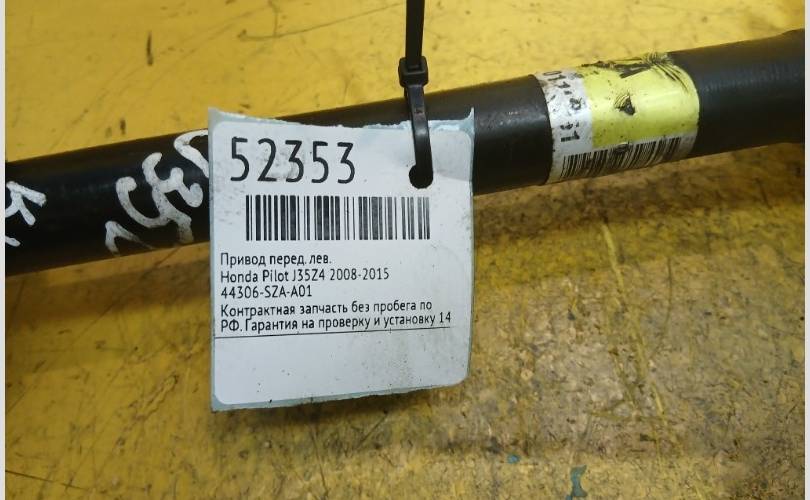 52353
Привод перед. лев.
Honda Pilot J35Z4 2008-2015
44306-SZA-A01
Контрактная запчасть без пробега по
РФ. Гарантия на проверку и установку 14